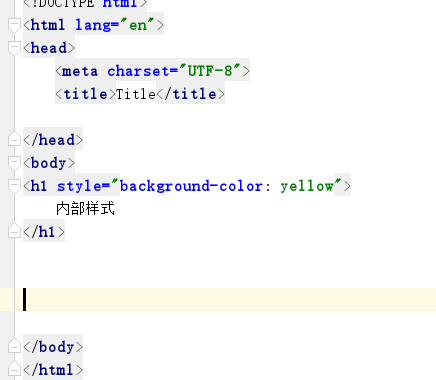 <!DOCTYPE html>
<html lang="en">
<head>
<meta charset="UTF-8">
<title>Title</title>
</head>
<body>
<h1 style="background-color: yellow">
内部样式
</h1>
</body>
</html>